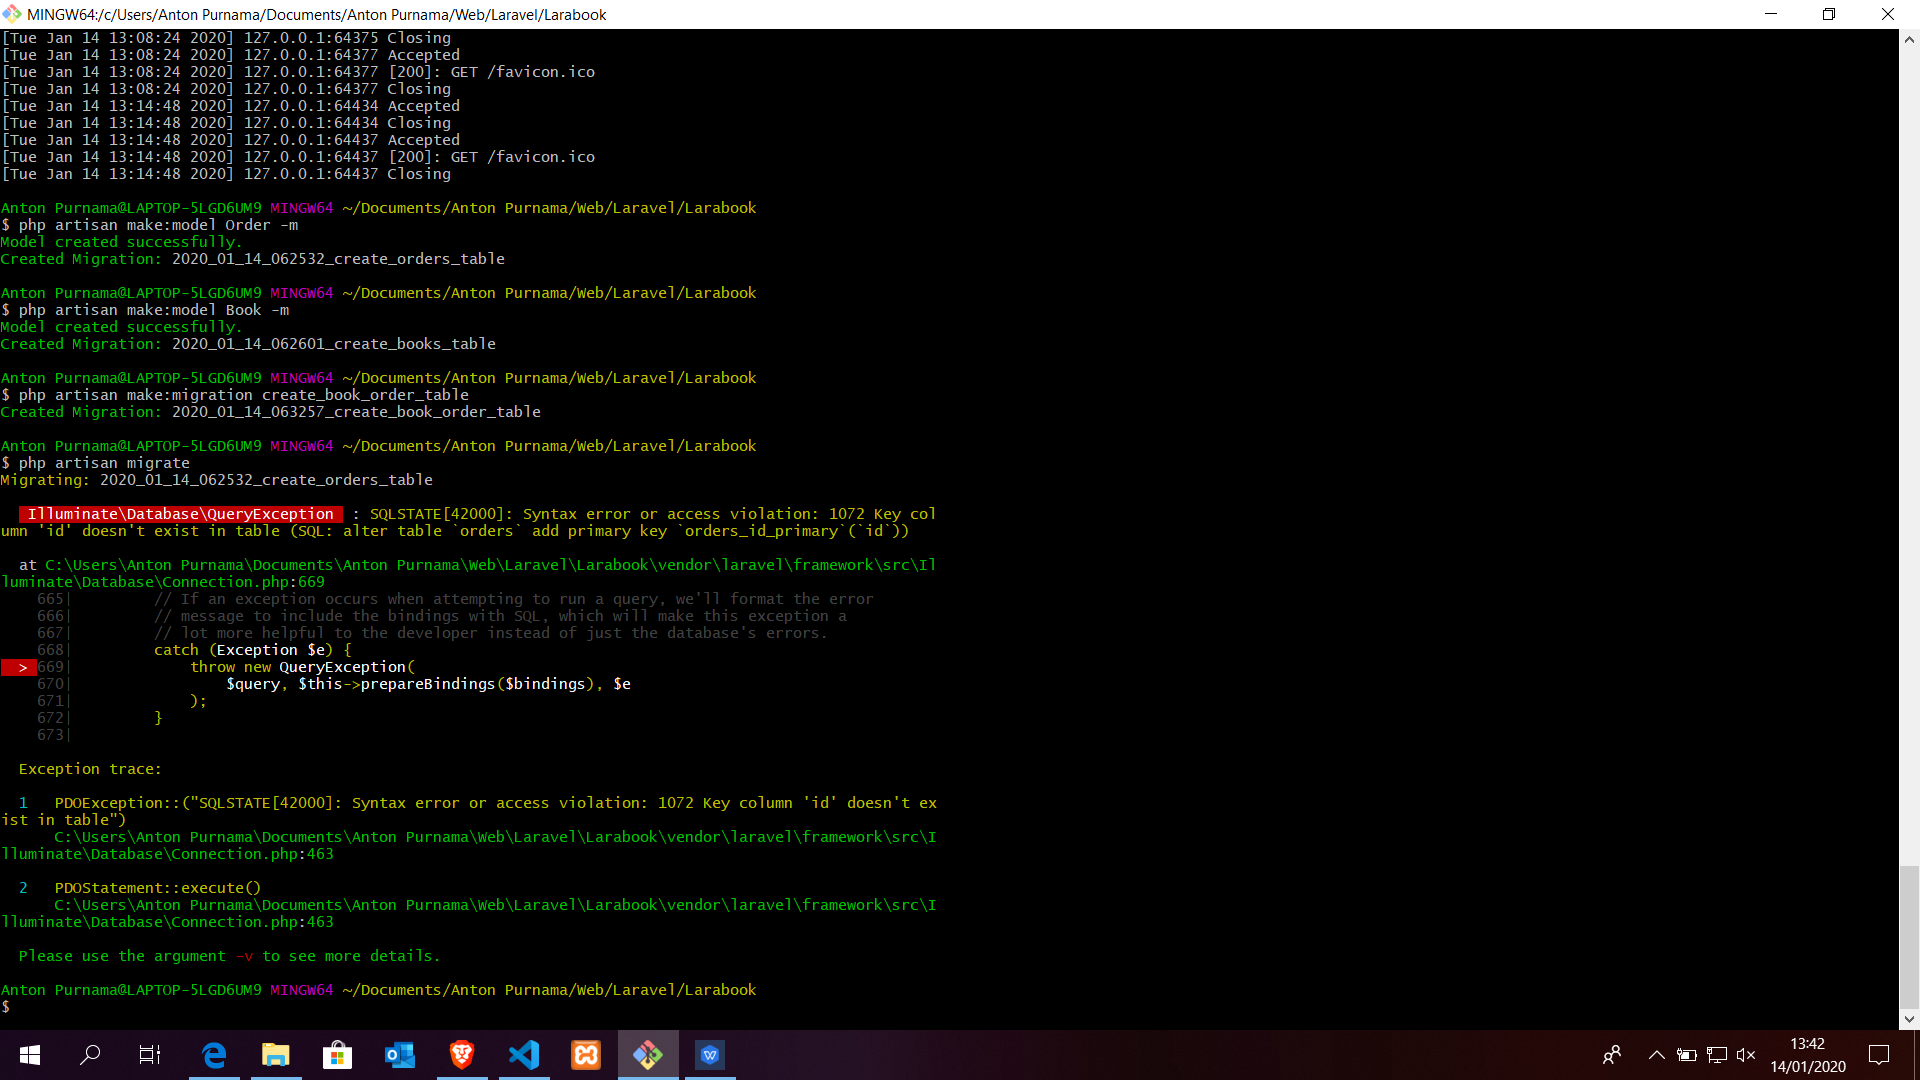 MINGW64:/c/Users/Anton Purnama/Documents/Anton Purnama/Web/Laravel/Larabook
[Tue Jan 14 13:08:24 2020] 127.0.0.1:64375 Closing
[Tue Jan 14 13:08:24 2020] 127.0.0.1:64377 Accepted
[Tue Jan 14 13:08:24 2020] 127.0.0.1:64377 [200]: GET /favicon.ico
[Tue Jan 14 13:08:24 2020] 127.0.0.1:64377 Closing
[Tue Jan 14 13:14:48 2020] 127.0.0.1:64434 Accepted
[Tue Jan 14 13:14:48 2020] 127.0.0.1:64434 Closing
[Tue Jan 14 13:14:48 2020] 127.0.0.1:64437 Accepted
[Tue Jan 14 13:14:48 2020] 127.0.0.1:64437 [200]: GET /favicon.ico
[Tue Jan 14 13:14:48 2020] 127.0.0.1:64437 Closing
Anton Purnama@LAPTOP-5LGD6UM9 MINGW64 ~/Documents/Anton Purnama/Web/Laravel/Larabook
$ php artisan make:model Order -m
Model created successfully.
Created Migration: 2020_01_14_062532_create_orders_table
Anton Purnama@LAPTOP-5LGD6UM9 MINGW64 ~/Documents/Anton Purnama/Web/Laravel/Larabook
$ php artisan make:model Book -m
Model created successfully.
Created Migration: 2020_01_14_062601_create_books_table
Anton Purnama@LAPTOP-5LGD6UM9 MINGW64 ~/Documents/Anton Purnama/Web/Laravel/Larabook
$ php artisan make:migration create_book_order_table
Created Migration: 2020_01_14_063257_create_book_order_table
Anton Purnama@LAPTOP-5LGD6UM9 MINGW64 ~/Documents/Anton Purnama/Web/Laravel/Larabook
$ php artisan migrate
Migrating: 2020_01_14_062532_create_orders_table
Illuminate\Database\QueryException : SQLSTATE[42000]: Syntax error or access violation: 1072 Key col
umn 'id' doesn't exist in table (SQL: alter table `orders` add primary key `orders_id_primary`(`id`))
at C:\Users\Anton Purnama\Documents\Anton Purnama\Web\Laravel\Larabook\vendor\laravel\framework\src\Il
luminate\Database\Connection.php:669
665| // If an exception occurs when attempting to run a query, we'll format the error
666| // message to include the bindings with SQL, which will make this exception a
667| // lot more helpful to the developer instead of just the database's errors.
668| catch (Exception $e) {
> 669| throw new QueryException(
670| $query, $this->prepareBindings($bindings), $e
671| );
672| }
673|
Exception trace:
1 PDOException::("SQLSTATE[42000]: Syntax error or access violation: 1072 Key column 'id' doesn't ex
ist in table")
C:\Users\Anton Purnama\Documents\Anton Purnama\Web\Laravel\Larabook\vendor\laravel\framework\src\I
lluminate\Database\Connection.php:463
2 PDOStatement::execute()
C:\Users\Anton Purnama\Documents\Anton Purnama\Web\Laravel\Larabook\vendor\laravel\framework\src\I
lluminate\Database\Connection.php:463
Please use the argument -v to see more details.
Anton Purnama@LAPTOP-5LGD6UM9 MINGW64 ~/Documents/Anton Purnama/Web/Laravel/Larabook
$
13:42
14/01/2020